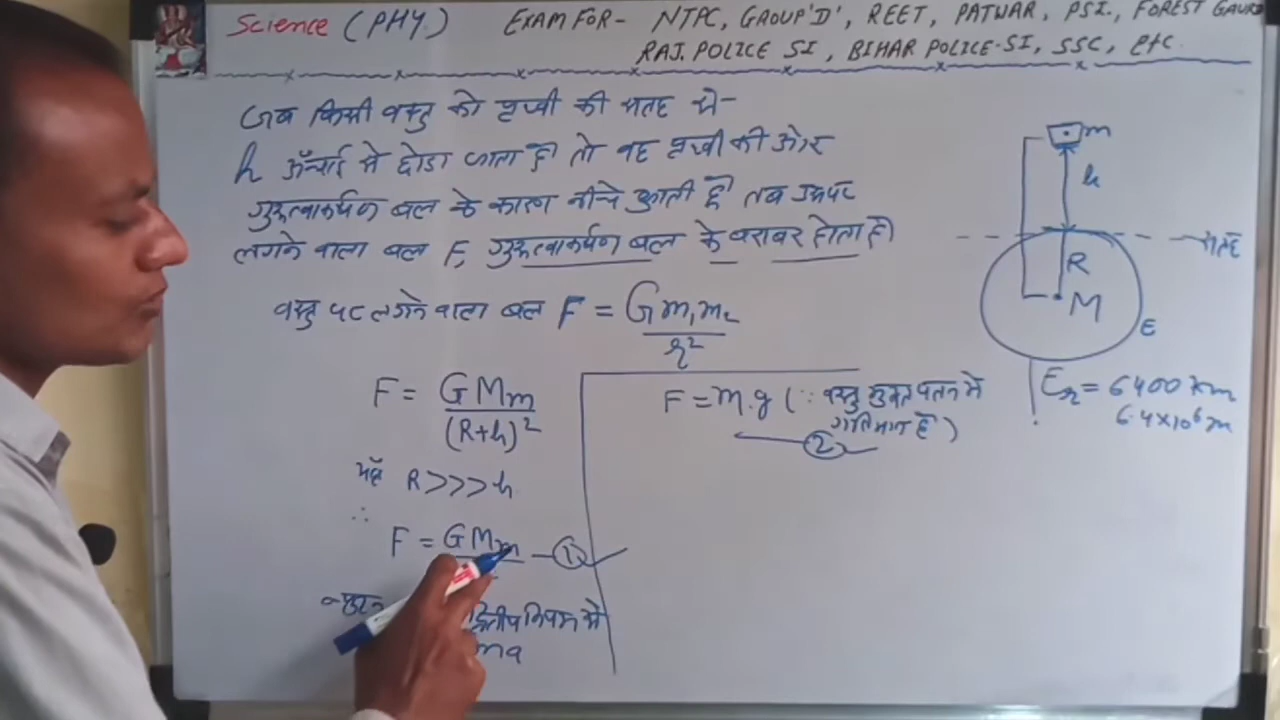 Science (PHY.)
EXAM FOR- NTPC, GROUP'D', REET, PATWAR, PSI., FOREST GAURD
RAJ. POLICE SI, BIHAR POLICE-SI, SSC, etc.
जब किसी वस्तु को पृथ्वी की सतह से-
h ऊँचाई से छोडा जाता है तो वह पृथ्वी की ओर
गुरुत्वाकर्षण बल के कारण नीचे आती है तब उसपर
लगने वाला बल F, गुरुत्वाकर्षण बल के बराबर होता है
वस्तु पर लगने वाला बल F = Gm₁m₂
r²
F = GMm
(R+h)²
यहाँ R>>>h
∴
F = GMm —①
द्वितीय नियम से
ma
F = m.g (∵ वस्तु मुक्त पतन में
गतिमान है)
②
m
h
सतह
R
M
E
Er = 6400 km
6.4×10⁶ m